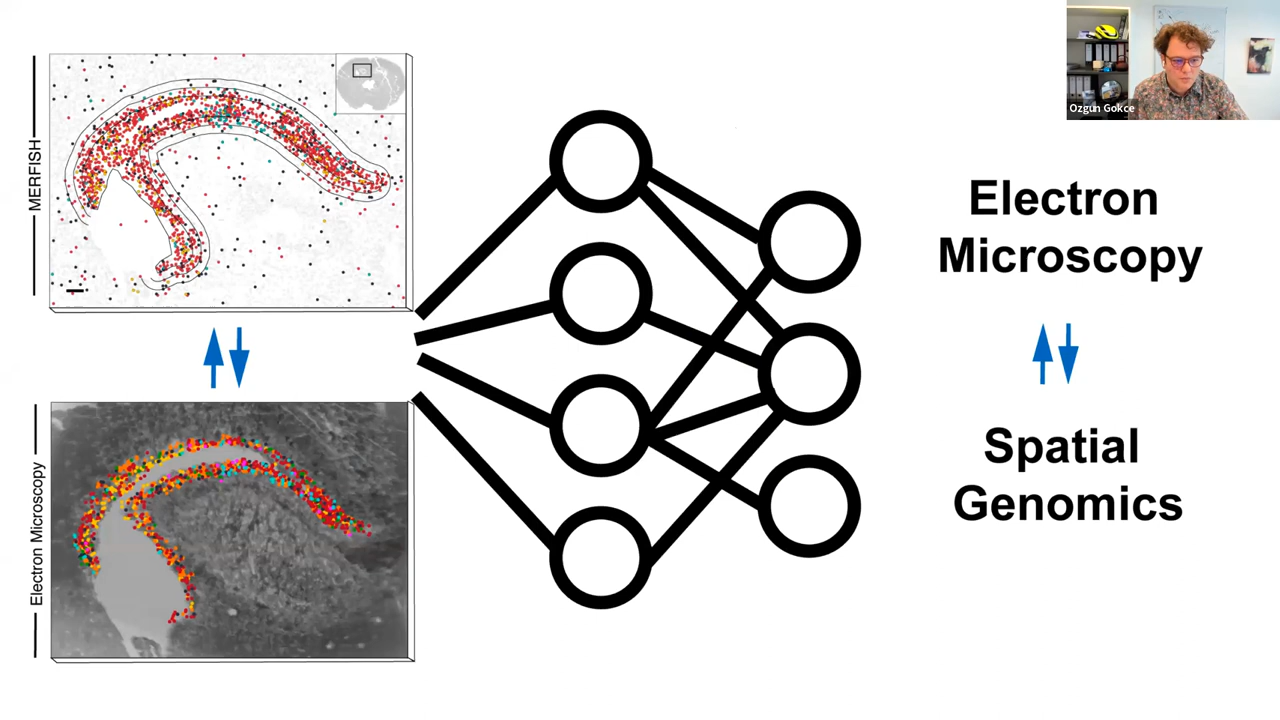 MERFISH
Electron Microscopy
Electron
Microscopy
Spatial
Genomics
Ozgun Gokce